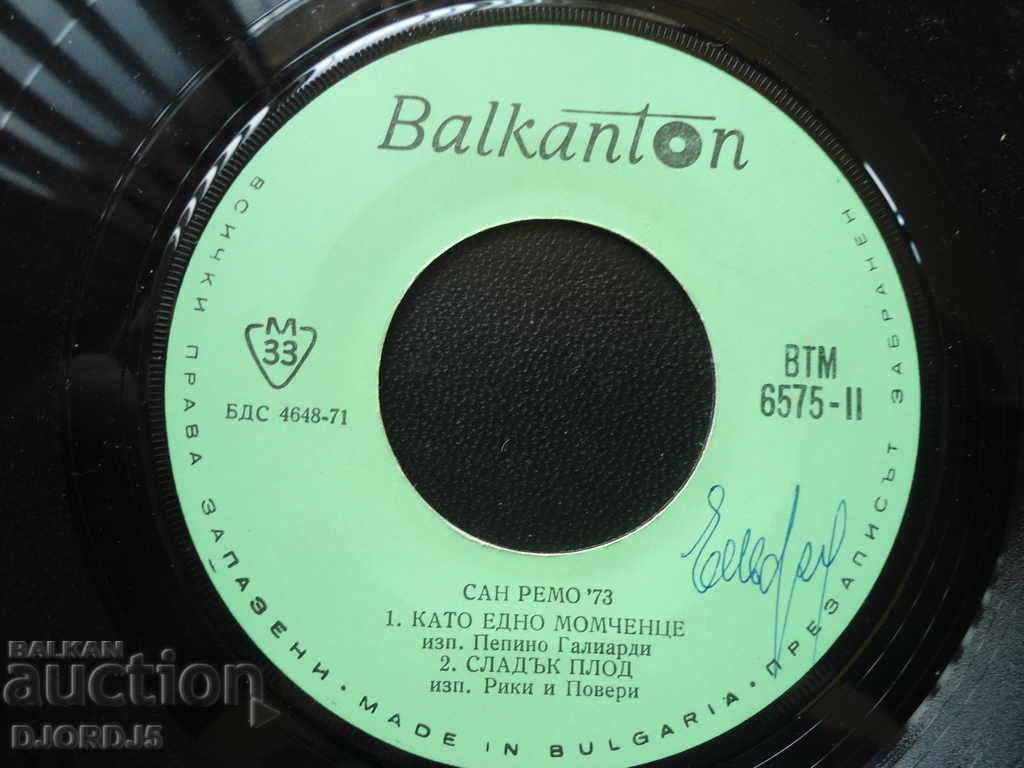 Balkanton
M
33
БДС 4648-71
ВТМ
6575-II
САН РЕМО '73
1. КАТО ЕДНО МОМЧЕНЦЕ
изп. Пепино Галиарди
2. СЛАДЪК ПЛОД
изп. Рики и Повери
ВСИЧКИ ПРАВА ЗАПАЗЕНИ · MADE IN BULGARIA · ПРЕЗАПИСЪТ ЗАБРАНЕН
BALKAN
auction
DJORDJ5